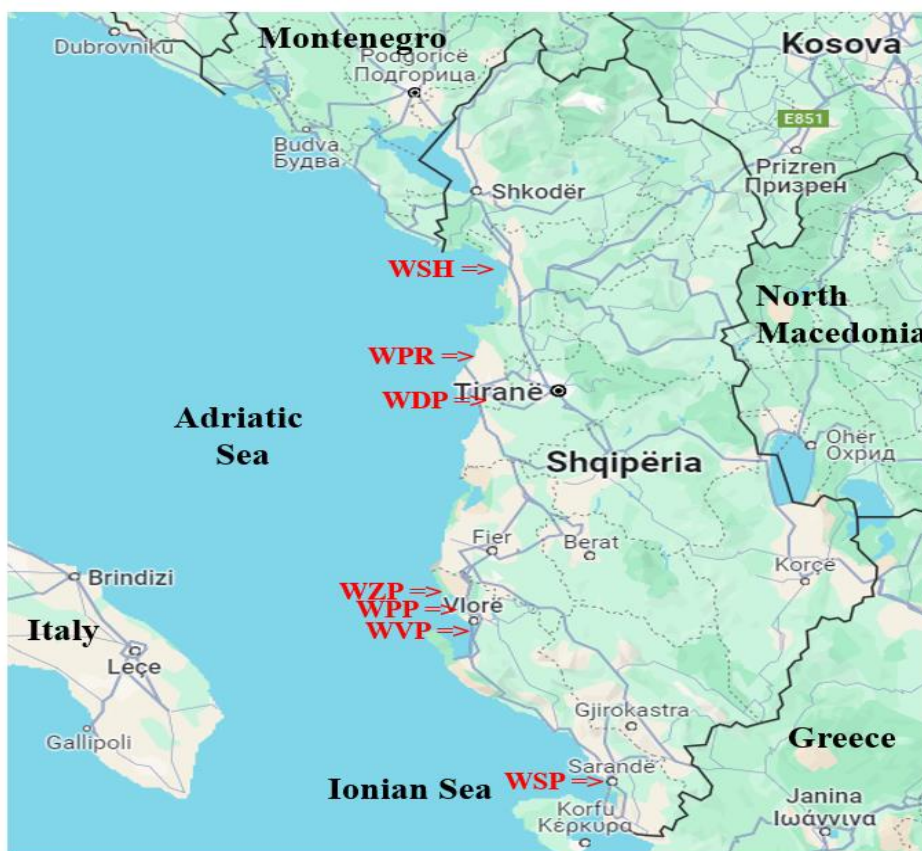 Dubrovniku
Montenegro
Podgoricë
Подгорица
Kosova
E851
Budva
Будва
Prizren
Призрен
Shkodër
WSH =>
North
Macedonia
WPR =>
Tiranë
WDP =>
Adriatic
Sea
Shqipëria
Ohër
Охрид
Fier
Berat
Korçë
Brindizi
WZP =>
WPP =>
Vlorë
WVP =>
Italy
Leçe
Gjirokastra
Gallipoli
Greece
Sarandë
WSP =>
Ionian Sea
Korfu
Κέρκυρα
Janina
Ιωάννινα